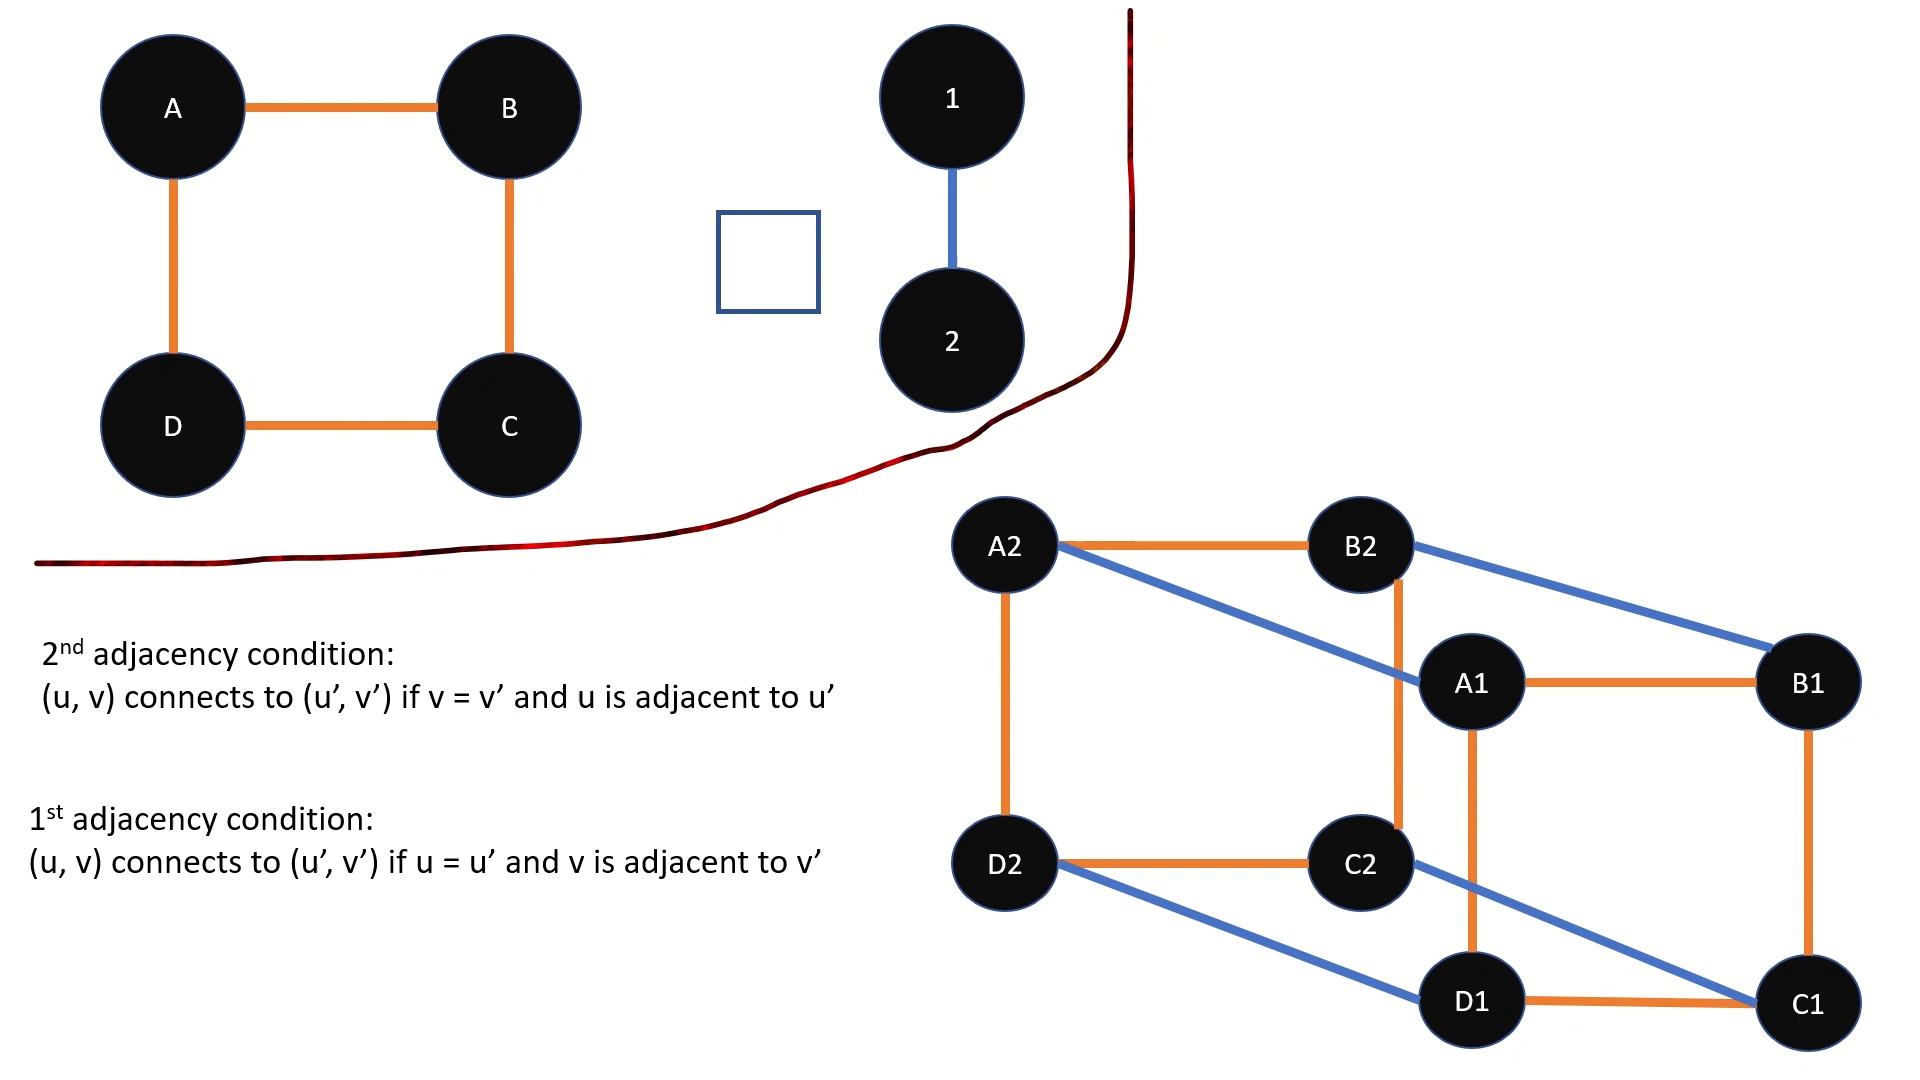 A
B
1
2
D
C
A2
B2
A1
B1
2nd adjacency condition:
(u, v) connects to (u’, v’) if v = v’ and u is adjacent to u’
1st adjacency condition:
(u, v) connects to (u’, v’) if u = u’ and v is adjacent to v’
D2
C2
D1
C1